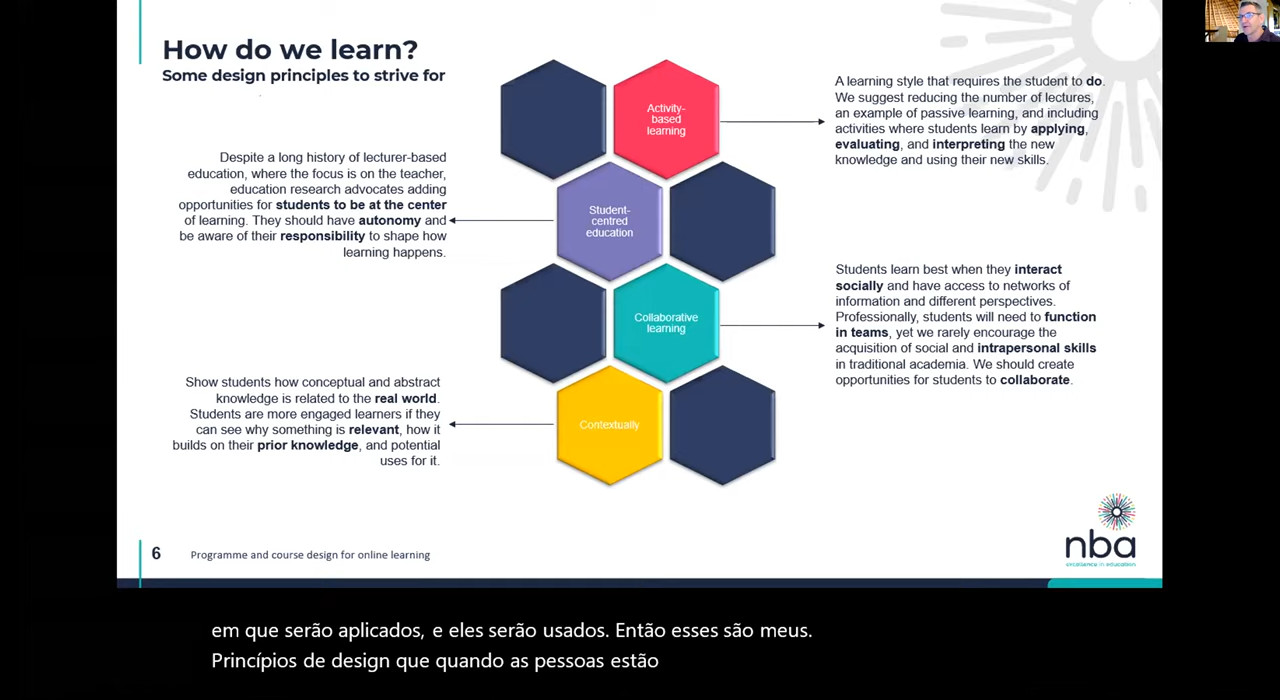 How do we learn?
Some design principles to strive for
Activity-
based
learning
A learning style that requires the student to do.
We suggest reducing the number of lectures,
an example of passive learning, and including
activities where students learn by applying,
evaluating, and interpreting the new
knowledge and using their new skills.
Despite a long history of lecturer-based
education, where the focus is on the teacher,
education research advocates adding
opportunities for students to be at the center
of learning. They should have autonomy and
be aware of their responsibility to shape how
learning happens.
Student-
centred
education
Collaborative
learning
Students learn best when they interact
socially and have access to networks of
information and different perspectives.
Professionally, students will need to function
in teams, yet we rarely encourage the
acquisition of social and intrapersonal skills
in traditional academia. We should create
opportunities for students to collaborate.
Show students how conceptual and abstract
knowledge is related to the real world.
Students are more engaged learners if they
can see why something is relevant, how it
builds on their prior knowledge, and potential
uses for it.
Contextually
6
Programme and course design for online learning
nba
excellence in education
em que serão aplicados, e eles serão usados. Então esses são meus.
Princípios de design que quando as pessoas estão